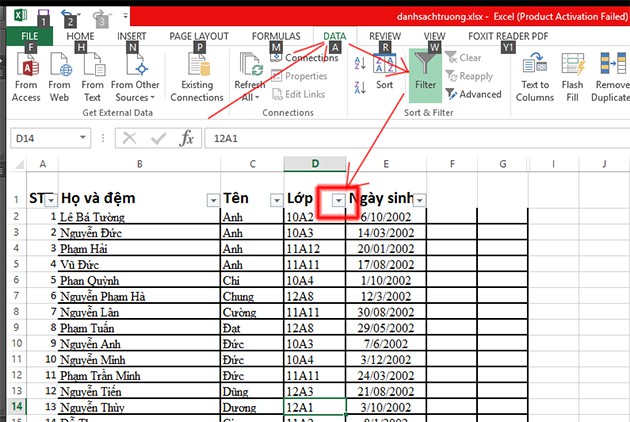 danhsachtruong.xlsx - Excel (Product Activation Failed)
1 2 3
FILE HOME INSERT PAGE LAYOUT FORMULAS DATA REVIEW VIEW FOXIT READER PDF
F H N P M A R W Y1
From Access
From Web
From Text
From Other Sources
Existing Connections
Refresh All
Connections
Properties
Edit Links
Sort
Filter
Clear
Reapply
Advanced
Text to Columns
Flash Fill
Remove Duplicate
Get External Data
Connections
Sort & Filter
D14 fx 12A1
A B C D E F G H I J
1 ST Họ và đệm Tên Lớp Ngày sinh
2 1 Lê Bá Tường Anh 10A2 6/10/2002
3 2 Nguyễn Đức Anh 10A3 14/03/2002
4 3 Phạm Hải Anh 11A12 20/01/2002
5 4 Vũ Đức Anh 11A11 17/08/2002
6 5 Phan Quỳnh Chi 10A4 1/10/2002
7 6 Nguyễn Phạm Hà Chung 12A8 12/3/2002
8 7 Nguyễn Lân Cường 11A11 30/08/2002
9 8 Phạm Tuấn Đạt 12A8 29/05/2002
10 9 Nguyễn Anh Đức 10A3 7/6/2002
11 10 Nguyễn Minh Đức 10A4 3/12/2002
12 11 Phạm Trần Minh Đức 11A11 24/03/2002
13 12 Nguyễn Tiến Dũng 12A3 21/08/2002
14 13 Nguyễn Thùy Dương 12A1 3/10/2002